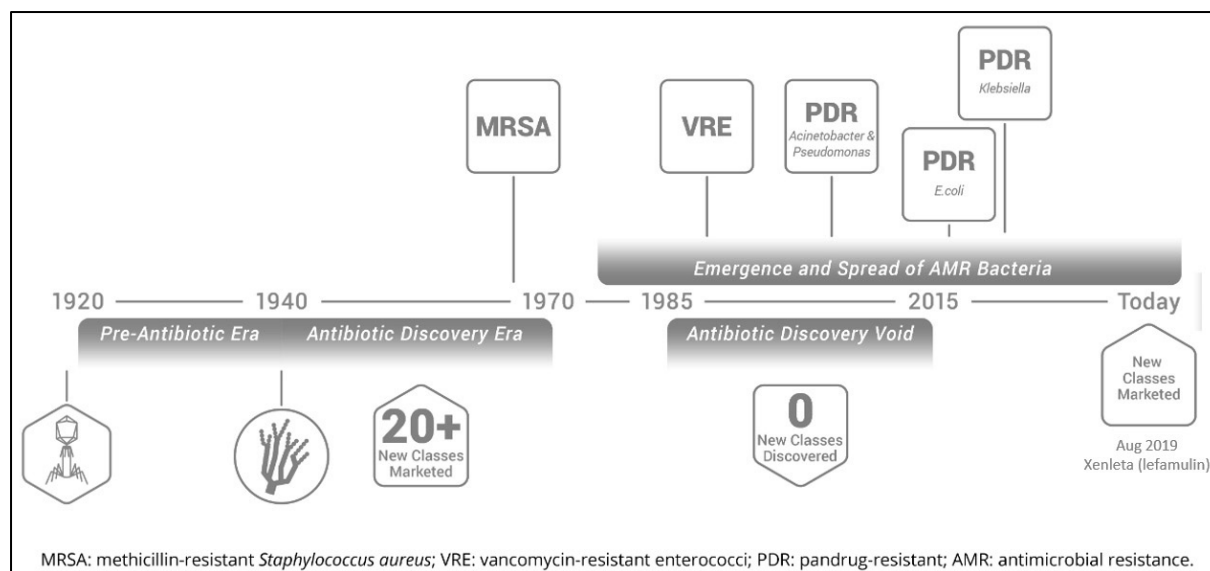 PDR
Klebsiella
MRSA
VRE
PDR
Acinetobacter &
Pseudomonas
PDR
E.coli
Emergence and Spread of AMR Bacteria
1920
1940
1970
1985
2015
Today
Pre-Antibiotic Era
Antibiotic Discovery Era
Antibiotic Discovery Void
20+
New Classes
Marketed
0
New Classes
Discovered
New
Classes
Marketed
Aug 2019
Xenleta (lefamulin)
MRSA: methicillin-resistant Staphylococcus aureus; VRE: vancomycin-resistant enterococci; PDR: pandrug-resistant; AMR: antimicrobial resistance.